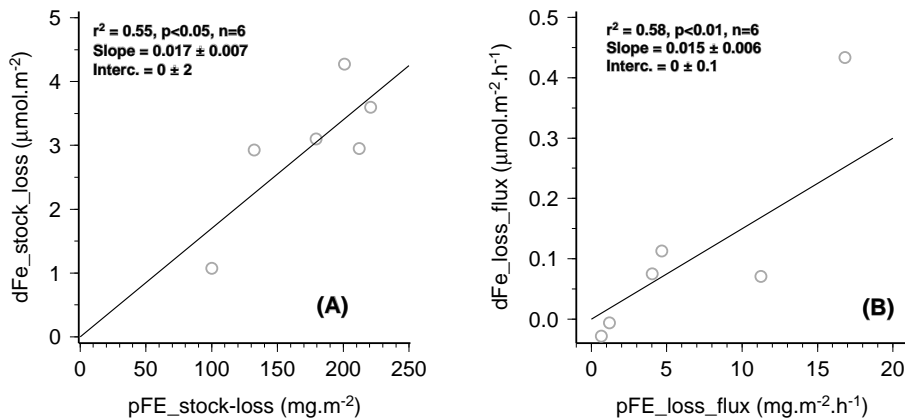 r² = 0.55, p<0.05, n=6
Slope = 0.017 ± 0.007
Interc. = 0 ± 2
5
4
3
2
1
0
dFe_stock_loss (μmol.m⁻²)
(A)
0 50 100 150 200 250
pFE_stock-loss (mg.m⁻²)
r² = 0.58, p<0.01, n=6
Slope = 0.015 ± 0.006
Interc. = 0 ± 0.1
0.5
0.4
0.3
0.2
0.1
0.0
dFe_loss_flux (μmol.m⁻².h⁻¹)
(B)
0 5 10 15 20
pFE_loss_flux (mg.m⁻².h⁻¹)